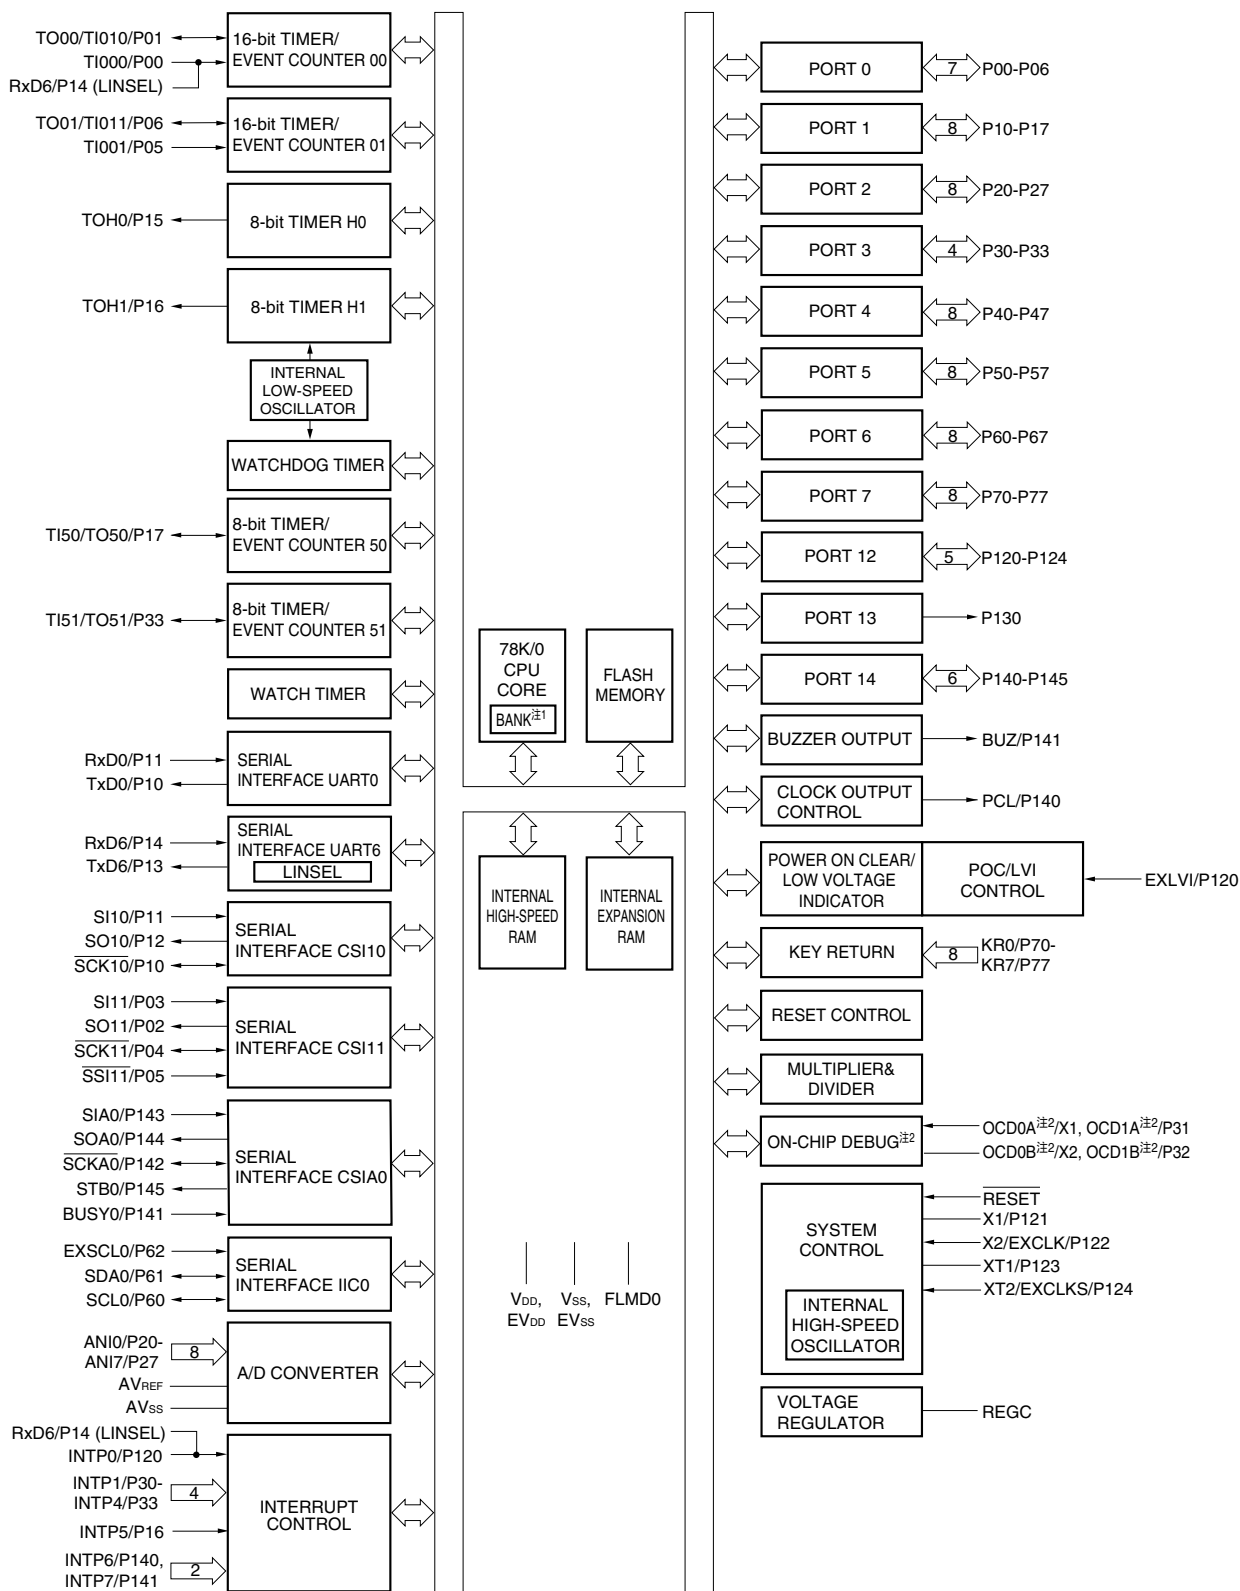 TO00/TI010/P01
TI000/P00
RxD6/P14 (LINSEL)
16-bit TIMER/
EVENT COUNTER 00
TO01/TI011/P06
TI001/P05
16-bit TIMER/
EVENT COUNTER 01
TOH0/P15
8-bit TIMER H0
TOH1/P16
8-bit TIMER H1
INTERNAL
LOW-SPEED
OSCILLATOR
WATCHDOG TIMER
TI50/TO50/P17
8-bit TIMER/
EVENT COUNTER 50
TI51/TO51/P33
8-bit TIMER/
EVENT COUNTER 51
WATCH TIMER
RxD0/P11
TxD0/P10
SERIAL
INTERFACE UART0
RxD6/P14
TxD6/P13
SERIAL
INTERFACE UART6
LINSEL
SI10/P11
SO10/P12
SCK10/P10
SERIAL
INTERFACE CSI10
SI11/P03
SO11/P02
SCK11/P04
SSI11/P05
SERIAL
INTERFACE CSI11
SIA0/P143
SOA0/P144
SCKA0/P142
STB0/P145
BUSY0/P141
SERIAL
INTERFACE CSIA0
EXSCL0/P62
SDA0/P61
SCL0/P60
SERIAL
INTERFACE IIC0
ANI0/P20-
ANI7/P27
8
AVREF
AVSS
A/D CONVERTER
RxD6/P14 (LINSEL)
INTP0/P120
INTP1/P30-
INTP4/P33
4
INTP5/P16
INTP6/P140,
INTP7/P141
2
INTERRUPT
CONTROL
78K/0
CPU
CORE
BANK注1
FLASH
MEMORY
INTERNAL
HIGH-SPEED
RAM
INTERNAL
EXPANSION
RAM
VDD,
EVDD
VSS,
EVSS
FLMD0
PORT 0
7
P00-P06
PORT 1
8
P10-P17
PORT 2
8
P20-P27
PORT 3
4
P30-P33
PORT 4
8
P40-P47
PORT 5
8
P50-P57
PORT 6
8
P60-P67
PORT 7
8
P70-P77
PORT 12
5
P120-P124
PORT 13
P130
PORT 14
6
P140-P145
BUZZER OUTPUT
BUZ/P141
CLOCK OUTPUT
CONTROL
PCL/P140
POWER ON CLEAR/
LOW VOLTAGE
INDICATOR
POC/LVI
CONTROL
EXLVI/P120
KEY RETURN
8
KR0/P70-
KR7/P77
RESET CONTROL
MULTIPLIER&
DIVIDER
ON-CHIP DEBUG注2
OCD0A注2/X1, OCD1A注2/P31
OCD0B注2/X2, OCD1B注2/P32
SYSTEM
CONTROL
INTERNAL
HIGH-SPEED
OSCILLATOR
RESET
X1/P121
X2/EXCLK/P122
XT1/P123
XT2/EXCLKS/P124
VOLTAGE
REGULATOR
REGC